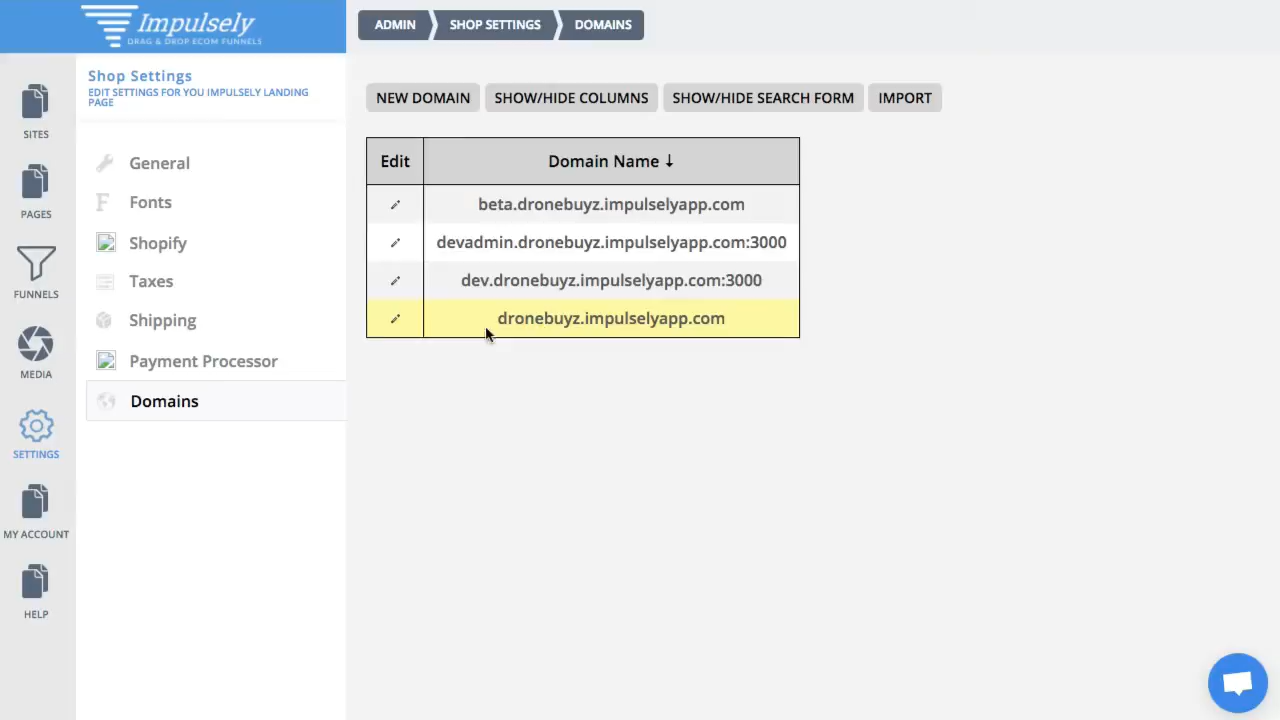 Impulsely
DRAG & DROP ECOM FUNNELS
ADMIN
SHOP SETTINGS
DOMAINS
Shop Settings
EDIT SETTINGS FOR YOU IMPULSELY LANDING
PAGE
SITES
PAGES
FUNNELS
MEDIA
SETTINGS
MY ACCOUNT
HELP
General
Fonts
Shopify
Taxes
Shipping
Payment Processor
Domains
NEW DOMAIN
SHOW/HIDE COLUMNS
SHOW/HIDE SEARCH FORM
IMPORT
Edit
Domain Name ↓
beta.dronebuyz.impulselyapp.com
devadmin.dronebuyz.impulselyapp.com:3000
dev.dronebuyz.impulselyapp.com:3000
dronebuyz.impulselyapp.com